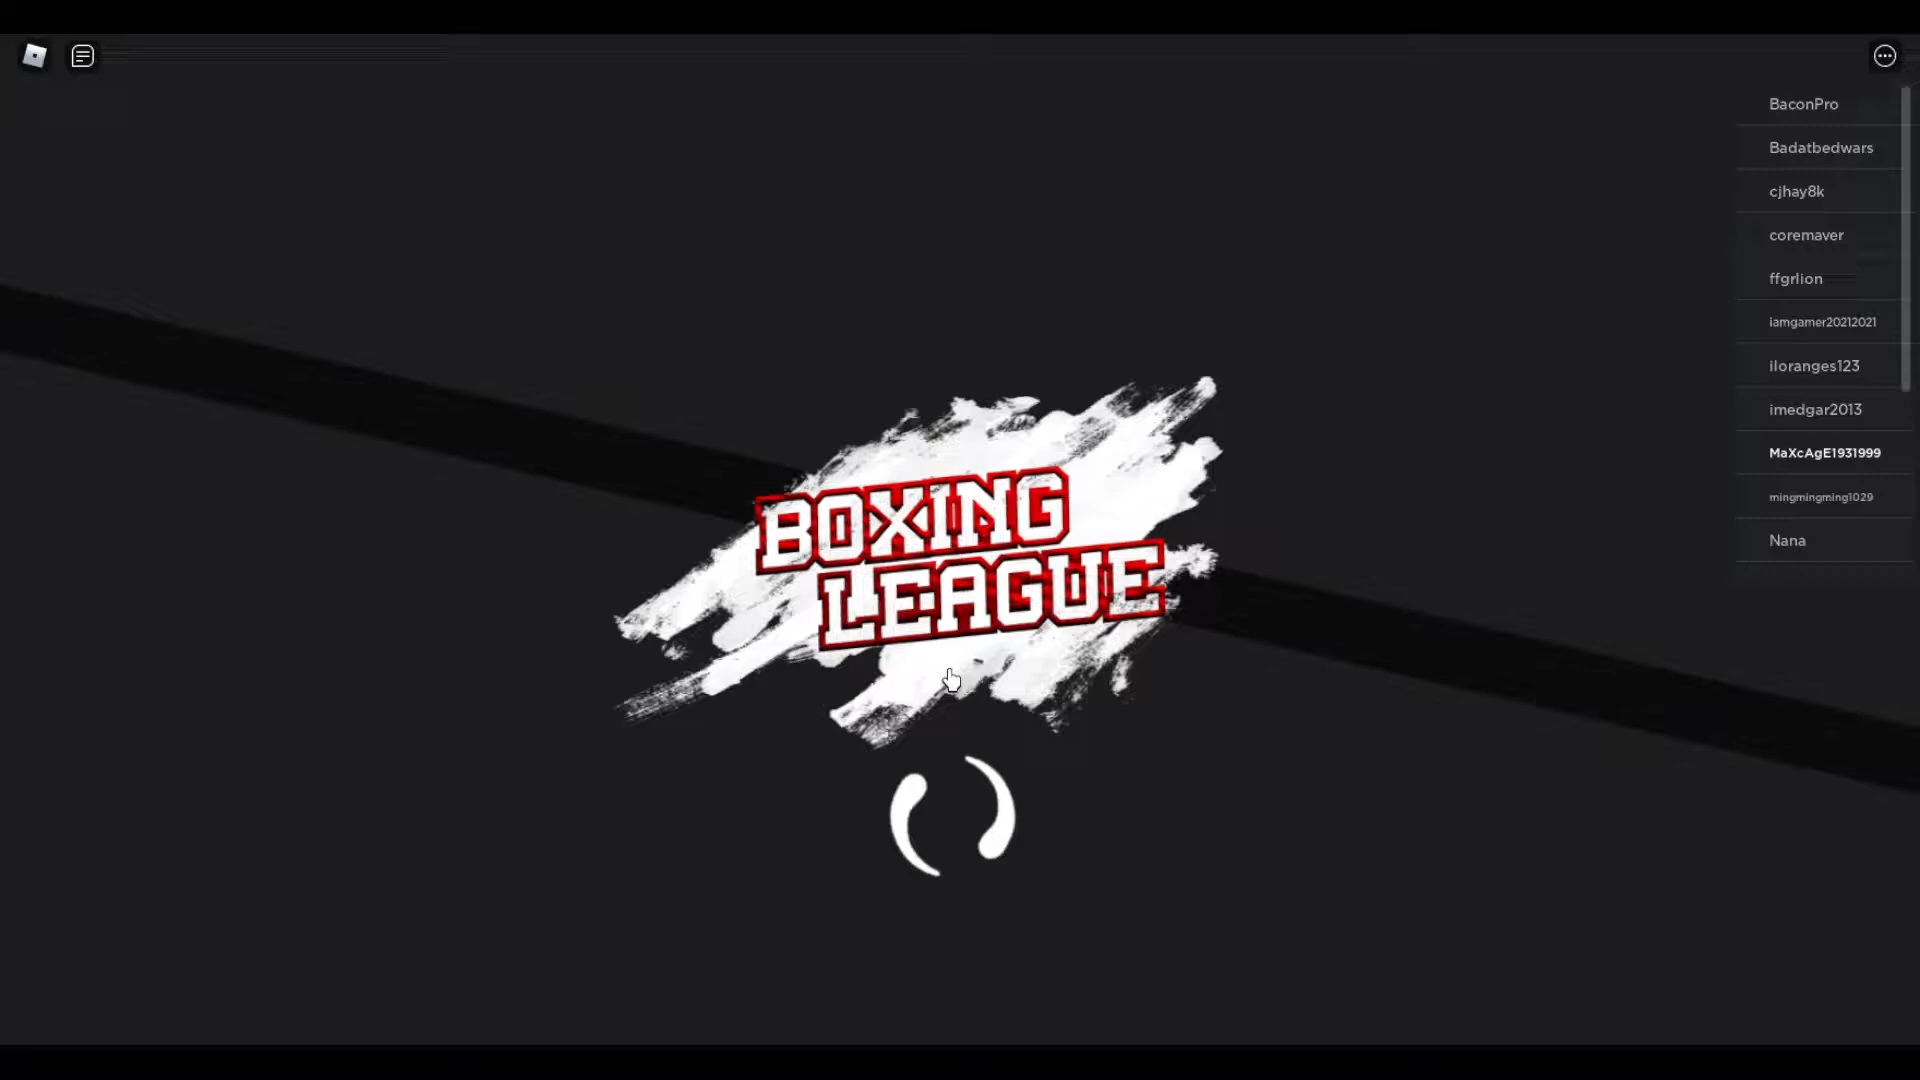 BaconPro
Badatbedwars
cjhay8k
coremaver
ffgrlion
iamgamer20212021
iloranges123
imedgar2013
MaXcAgE1931999
mingmingming1029
Nana
BOXING
LEAGUE